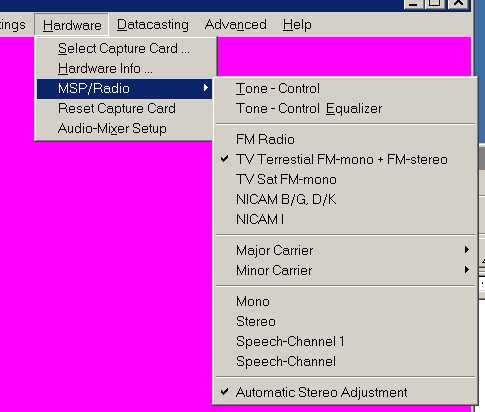 ings Hardware Datacasting Advanced Help
Select Capture Card ...
Hardware Info ...
MSP/Radio
Reset Capture Card
Audio-Mixer Setup
Tone - Control
Tone - Control Equalizer
FM Radio
TV Terrestial FM-mono + FM-stereo
TV Sat FM-mono
NICAM B/G, D/K
NICAM I
Major Carrier
Minor Carrier
Mono
Stereo
Speech-Channel 1
Speech-Channel
Automatic Stereo Adjustment